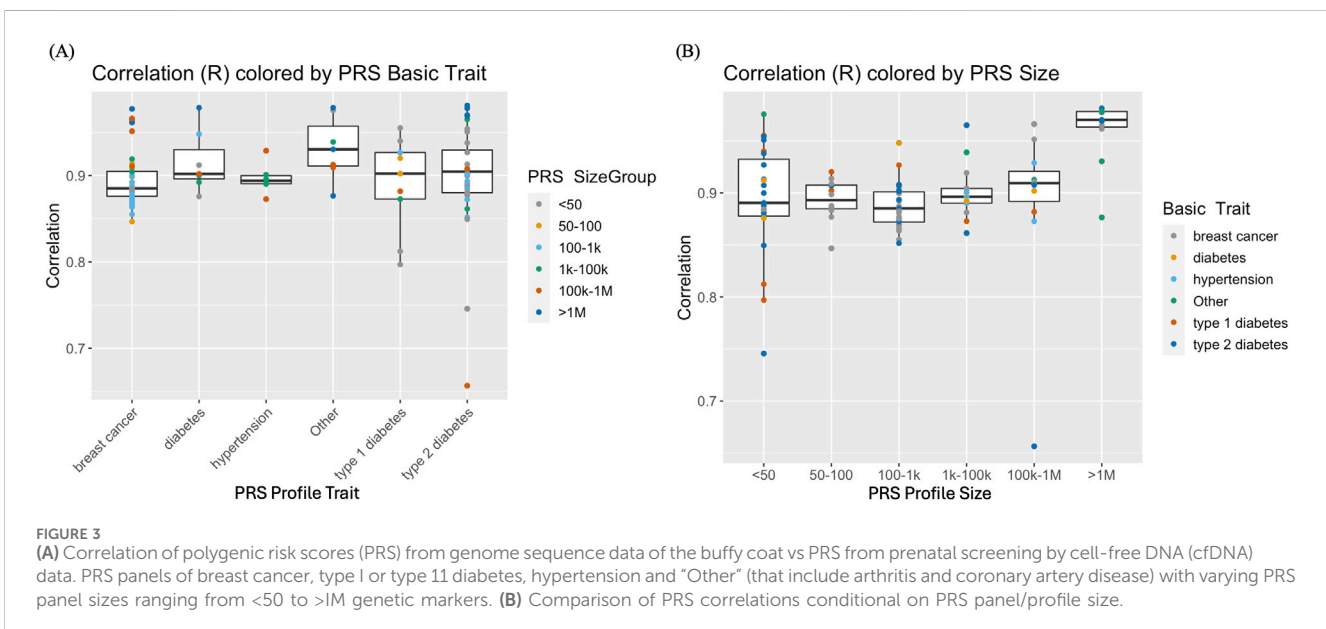 (A)
Correlation (R) colored by PRS Basic Trait
Correlation
0.9
0.8
0.7
breast cancer
diabetes
hypertension
Other
type 1 diabetes
type 2 diabetes
PRS Profile Trait
PRS SizeGroup
<50
50-100
100-1k
1k-100k
100k-1M
>1M
(B)
Correlation (R) colored by PRS Size
Correlation
0.9
0.8
0.7
<50
50-100
100-1k
1k-100k
100k-1M
>1M
PRS Profile Size
Basic Trait
breast cancer
diabetes
hypertension
Other
type 1 diabetes
type 2 diabetes
FIGURE 3
(A) Correlation of polygenic risk scores (PRS) from genome sequence data of the buffy coat vs PRS from prenatal screening by cell-free DNA (cfDNA)
data. PRS panels of breast cancer, type I or type 11 diabetes, hypertension and “Other” (that include arthritis and coronary artery disease) with varying PRS
panel sizes ranging from <50 to >IM genetic markers. (B) Comparison of PRS correlations conditional on PRS panel/profile size.